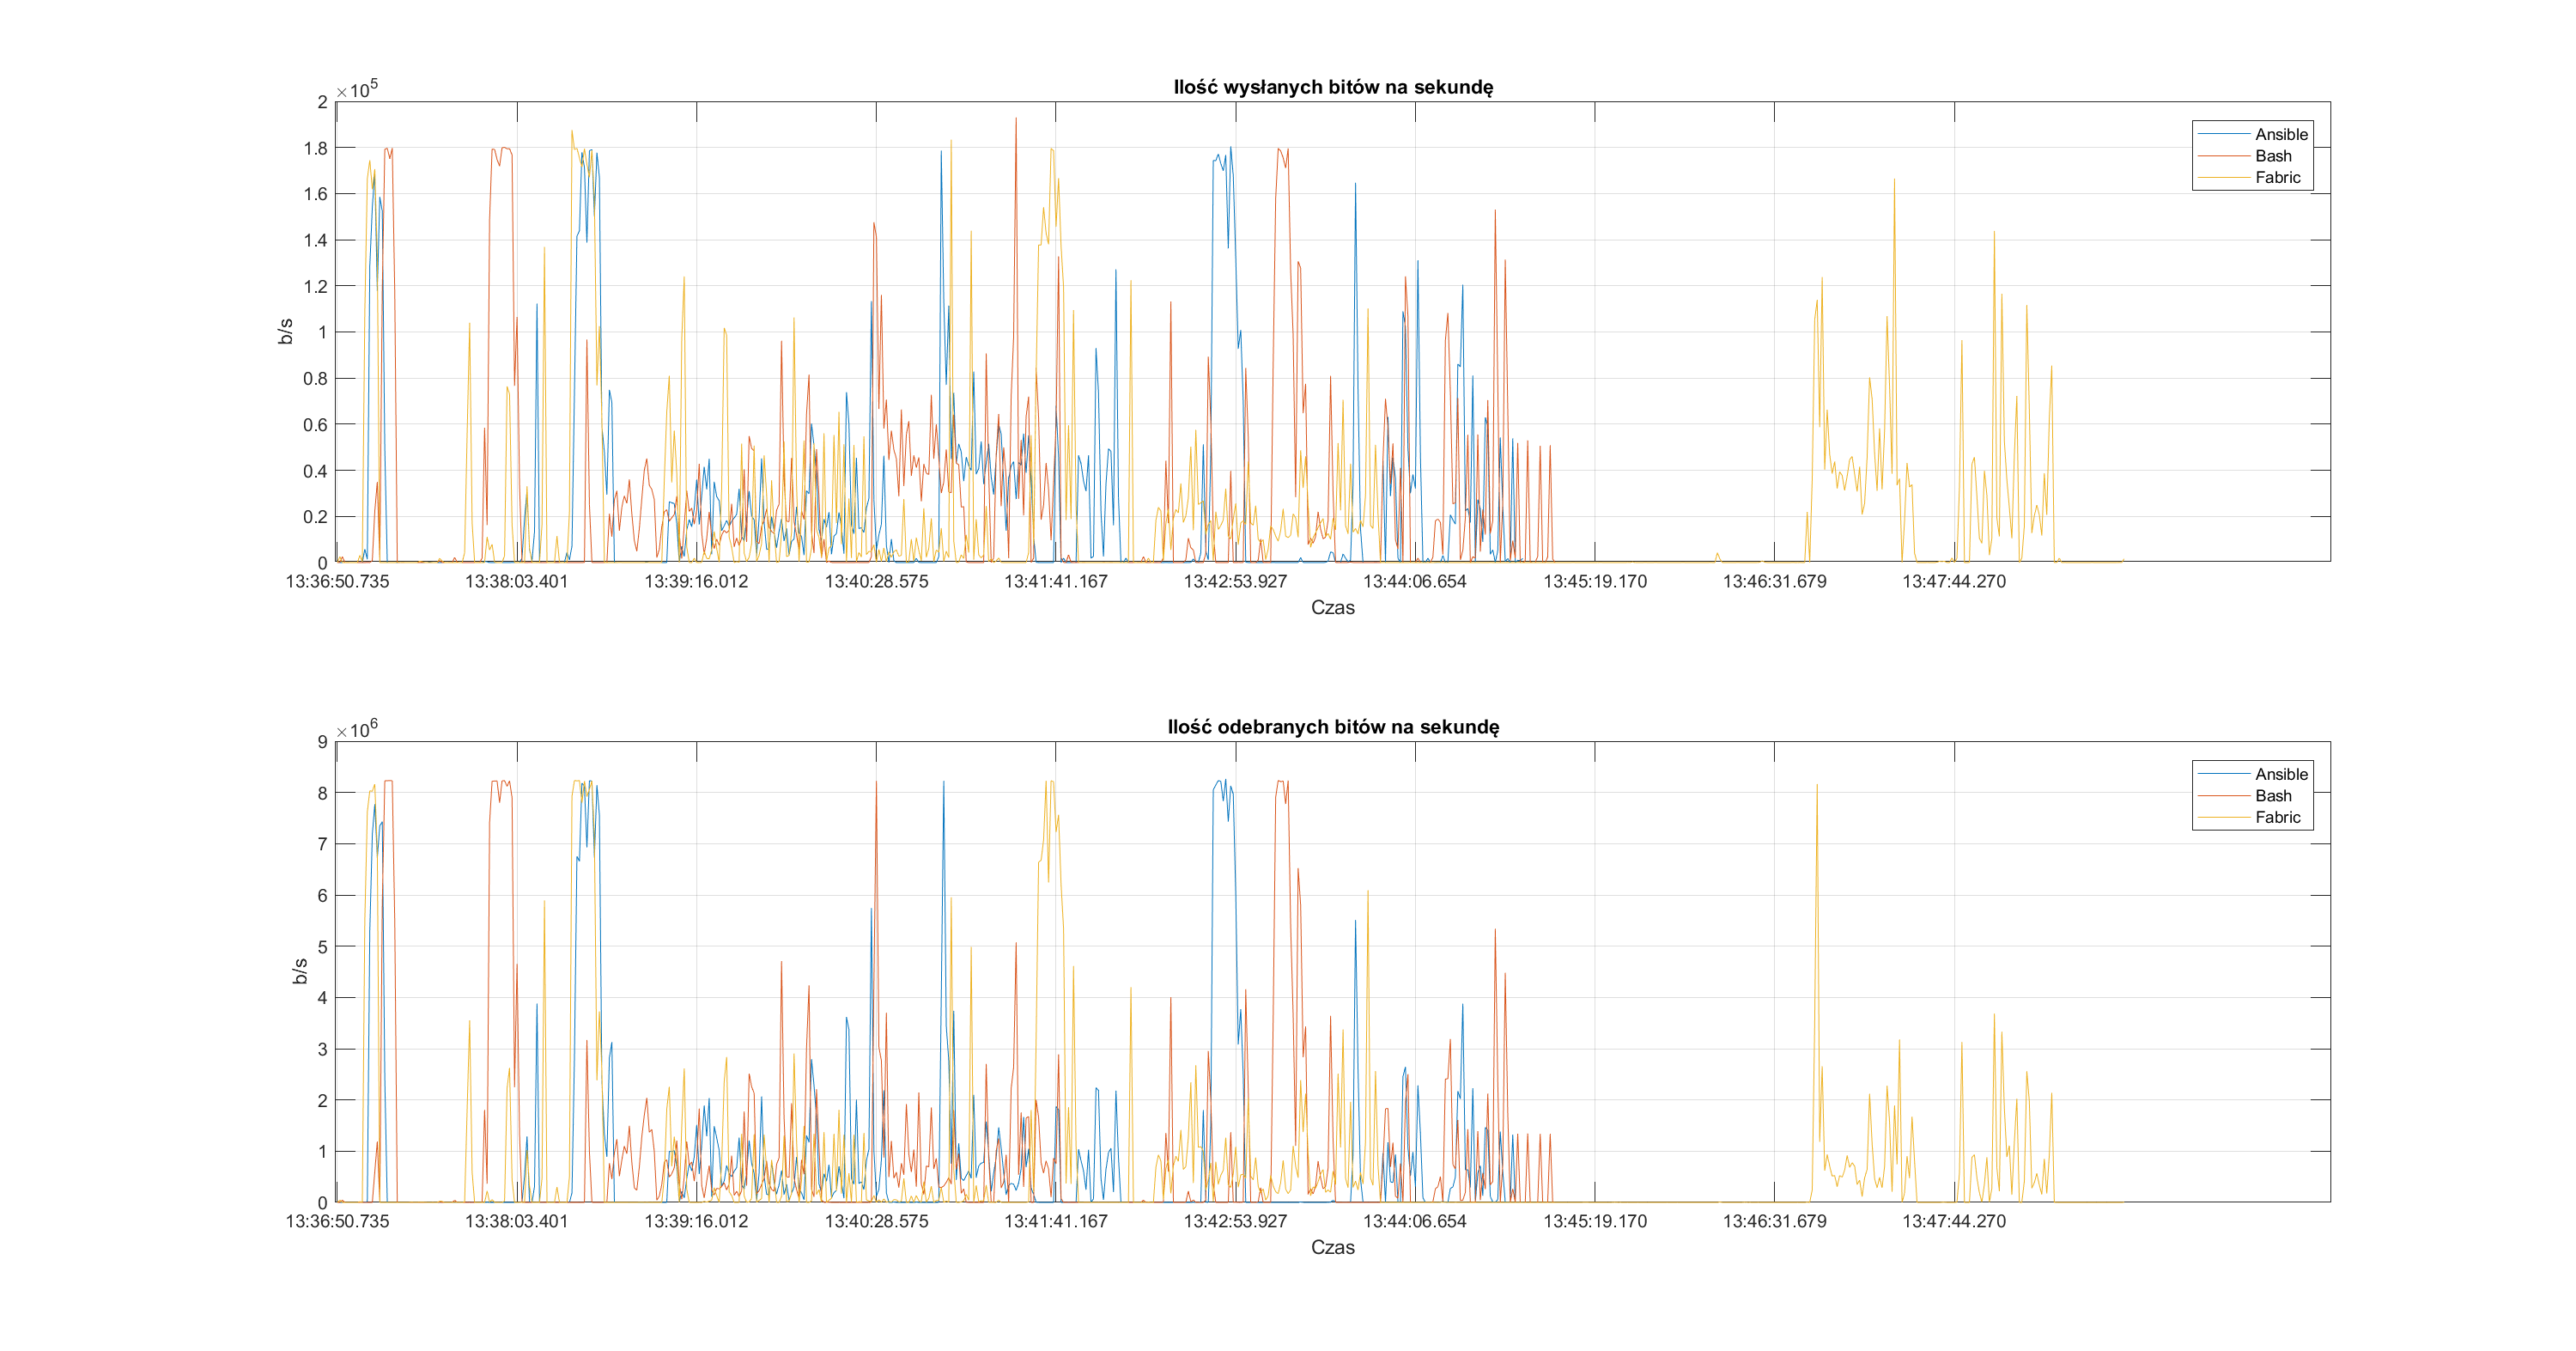 Ilość wysłanych bitów na sekundę
×10^5
2
1.8
1.6
1.4
1.2
1
0.8
0.6
0.4
0.2
0
b/s
Ansible
Bash
Fabric
13:36:50.735 13:38:03.401 13:39:16.012 13:40:28.575 13:41:41.167 13:42:53.927 13:44:06.654 13:45:19.170 13:46:31.679 13:47:44.270
Czas
Ilość odebranych bitów na sekundę
×10^6
9
8
7
6
5
4
3
2
1
0
b/s
Ansible
Bash
Fabric
13:36:50.735 13:38:03.401 13:39:16.012 13:40:28.575 13:41:41.167 13:42:53.927 13:44:06.654 13:45:19.170 13:46:31.679 13:47:44.270
Czas